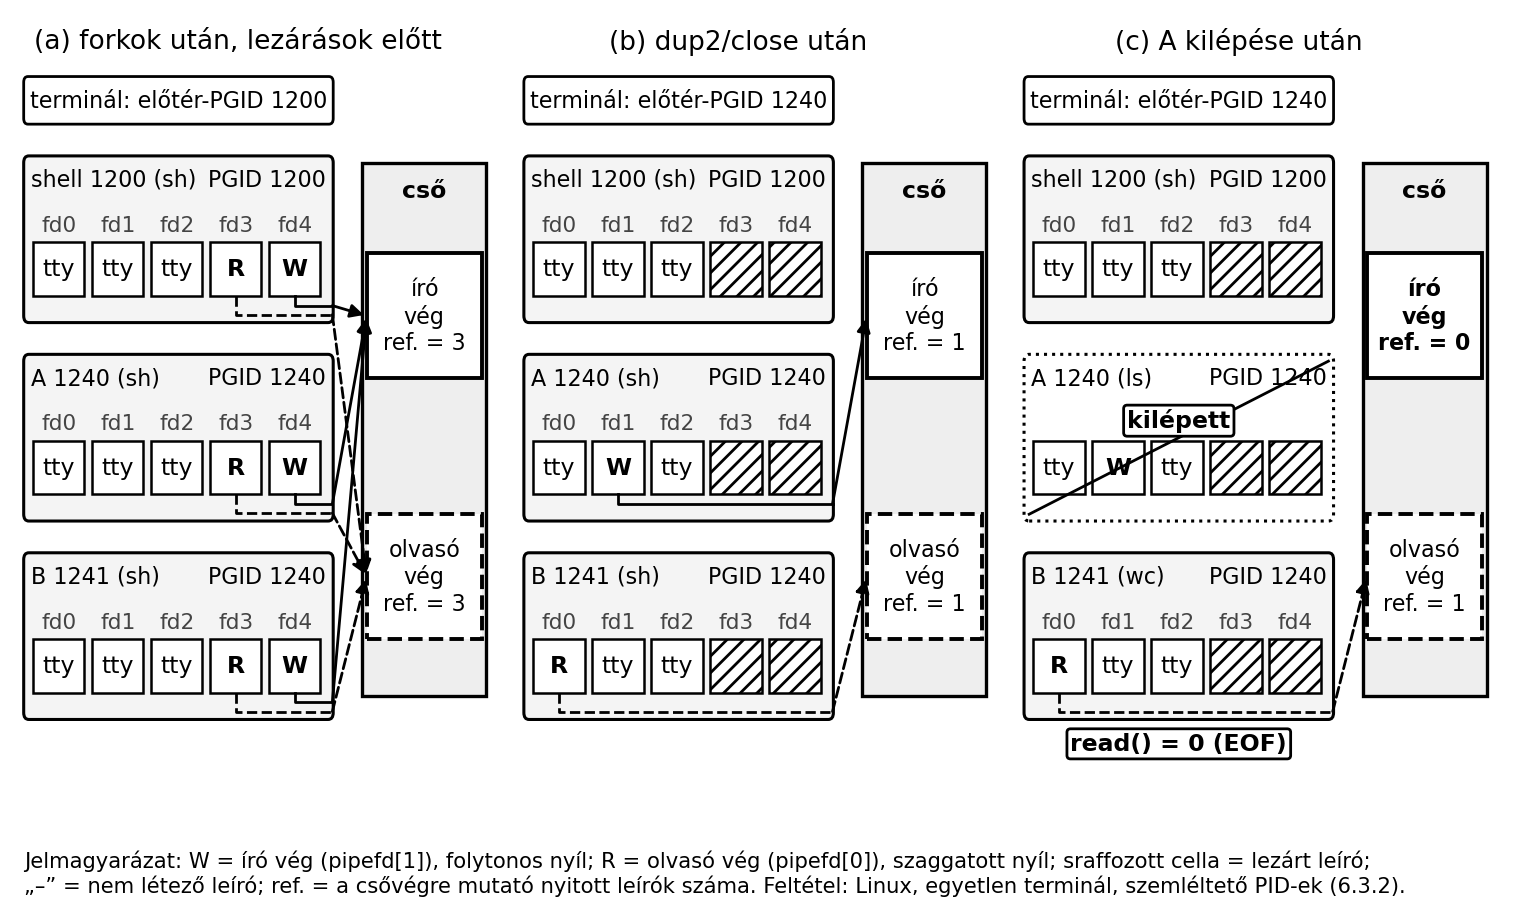 (a) forkok után, lezárások előtt
terminál: előtér-PGID 1200
shell 1200 (sh) PGID 1200
fd0 fd1 fd2 fd3 fd4
tty tty tty R W
A 1240 (sh) PGID 1240
fd0 fd1 fd2 fd3 fd4
tty tty tty R W
B 1241 (sh) PGID 1240
fd0 fd1 fd2 fd3 fd4
tty tty tty R W
cső
író
vég
ref. = 3
olvasó
vég
ref. = 3
(b) dup2/close után
terminál: előtér-PGID 1240
shell 1200 (sh) PGID 1200
fd0 fd1 fd2 fd3 fd4
tty tty tty
A 1240 (sh) PGID 1240
fd0 fd1 fd2 fd3 fd4
tty W tty
B 1241 (sh) PGID 1240
fd0 fd1 fd2 fd3 fd4
R tty tty
cső
író
vég
ref. = 1
olvasó
vég
ref. = 1
(c) A kilépése után
terminál: előtér-PGID 1240
shell 1200 (sh) PGID 1200
fd0 fd1 fd2 fd3 fd4
tty tty tty
A 1240 (ls) PGID 1240
kilépett
tty W tty
B 1241 (wc) PGID 1240
fd0 fd1 fd2 fd3 fd4
R tty tty
read() = 0 (EOF)
cső
író
vég
ref. = 0
olvasó
vég
ref. = 1
Jelmagyarázat: W = író vég (pipefd[1]), folytonos nyíl; R = olvasó vég (pipefd[0]), szaggatott nyíl; sraffozott cella = lezárt leíró;
„–” = nem létező leíró; ref. = a csővégre mutató nyitott leírók száma. Feltétel: Linux, egyetlen terminál, szemléltető PID-ek (6.3.2).